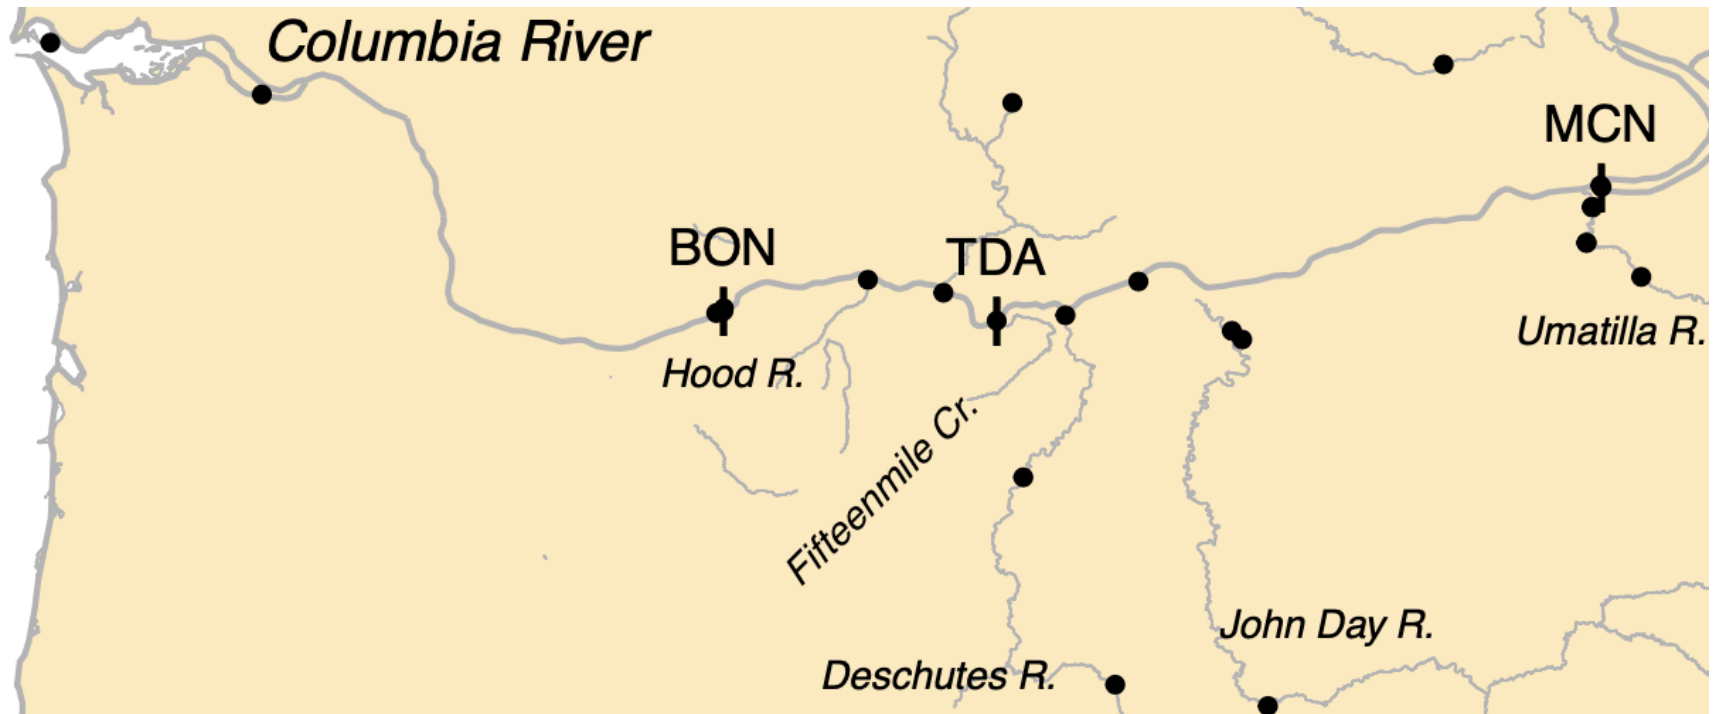 Columbia River
MCN
BON
TDA
Hood R.
Umatilla R.
Fifteenmile Cr.
John Day R.
Deschutes R.